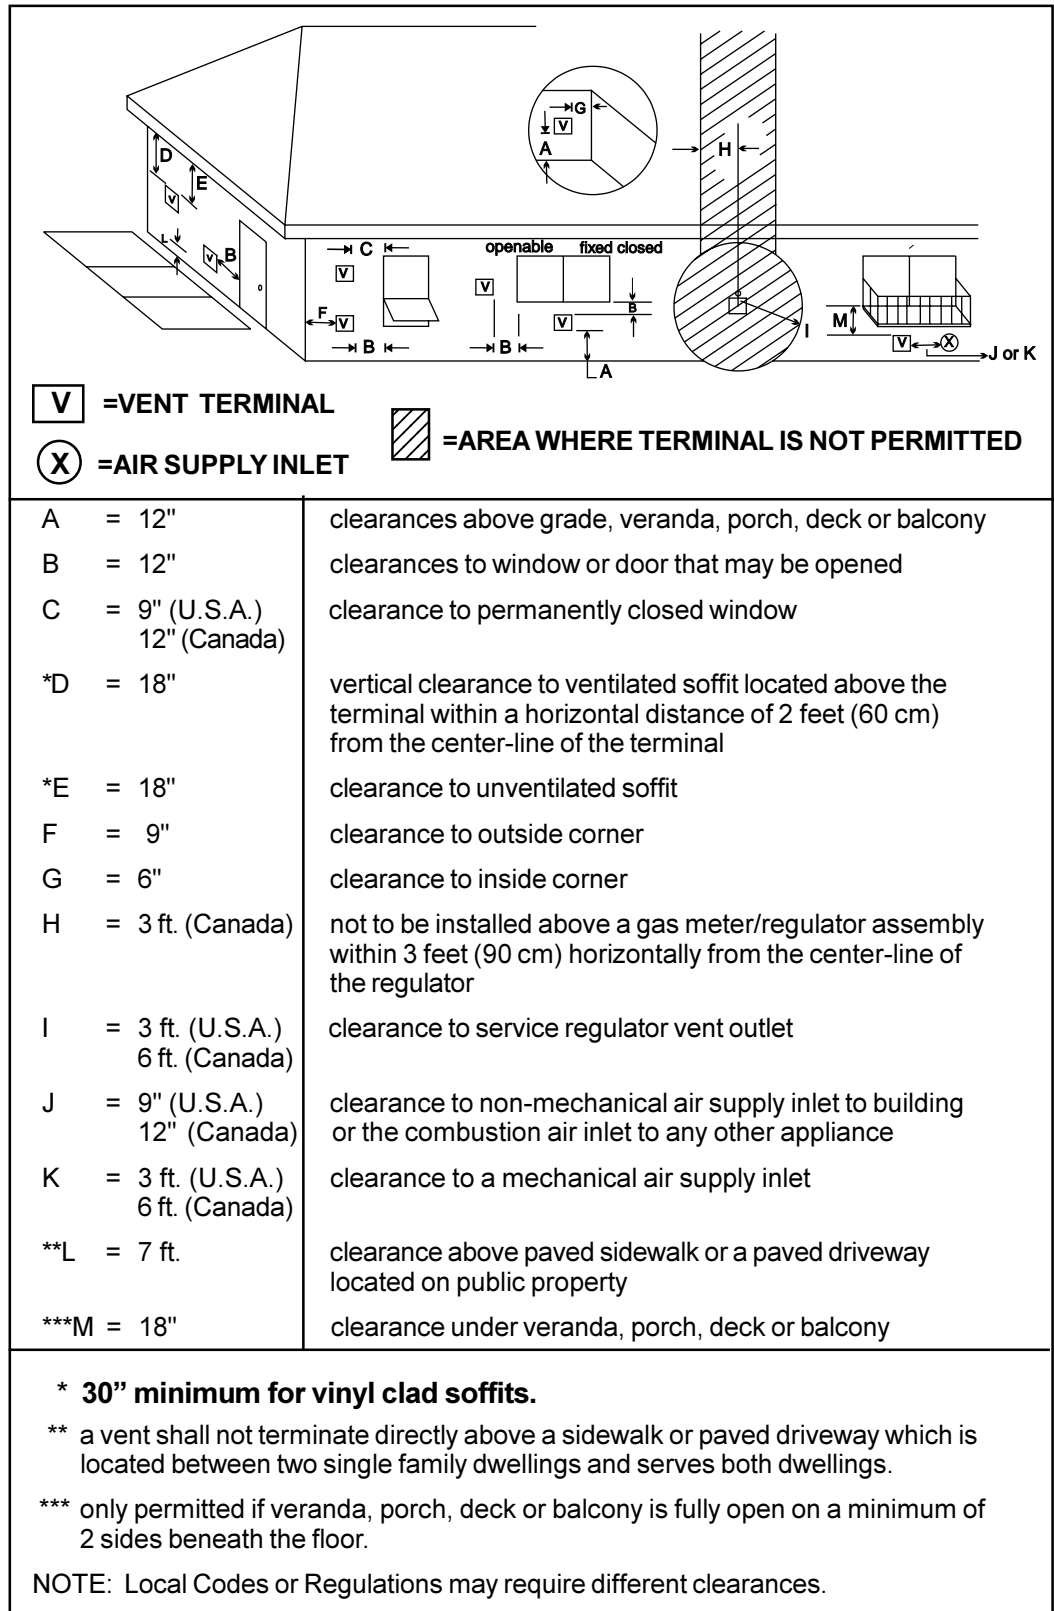 G
V
A
H
D
E
V
L
V
B
C
openable
fixed closed
V
V
B
F
V
V
I
M
B
B
V
X
J or K
A
V =VENT TERMINAL
X =AIR SUPPLY INLET
=AREA WHERE TERMINAL IS NOT PERMITTED
A = 12" clearances above grade, veranda, porch, deck or balcony
B = 12" clearances to window or door that may be opened
C = 9" (U.S.A.) clearance to permanently closed window
12" (Canada)
*D = 18" vertical clearance to ventilated soffit located above the
terminal within a horizontal distance of 2 feet (60 cm)
from the center-line of the terminal
*E = 18" clearance to unventilated soffit
F = 9" clearance to outside corner
G = 6" clearance to inside corner
H = 3 ft. (Canada) not to be installed above a gas meter/regulator assembly
within 3 feet (90 cm) horizontally from the center-line of
the regulator
I = 3 ft. (U.S.A.) clearance to service regulator vent outlet
6 ft. (Canada)
J = 9" (U.S.A.) clearance to non-mechanical air supply inlet to building
12" (Canada) or the combustion air inlet to any other appliance
K = 3 ft. (U.S.A.) clearance to a mechanical air supply inlet
6 ft. (Canada)
**L = 7 ft. clearance above paved sidewalk or a paved driveway
located on public property
***M = 18" clearance under veranda, porch, deck or balcony
* 30” minimum for vinyl clad soffits.
** a vent shall not terminate directly above a sidewalk or paved driveway which is
located between two single family dwellings and serves both dwellings.
*** only permitted if veranda, porch, deck or balcony is fully open on a minimum of
2 sides beneath the floor.
NOTE: Local Codes or Regulations may require different clearances.